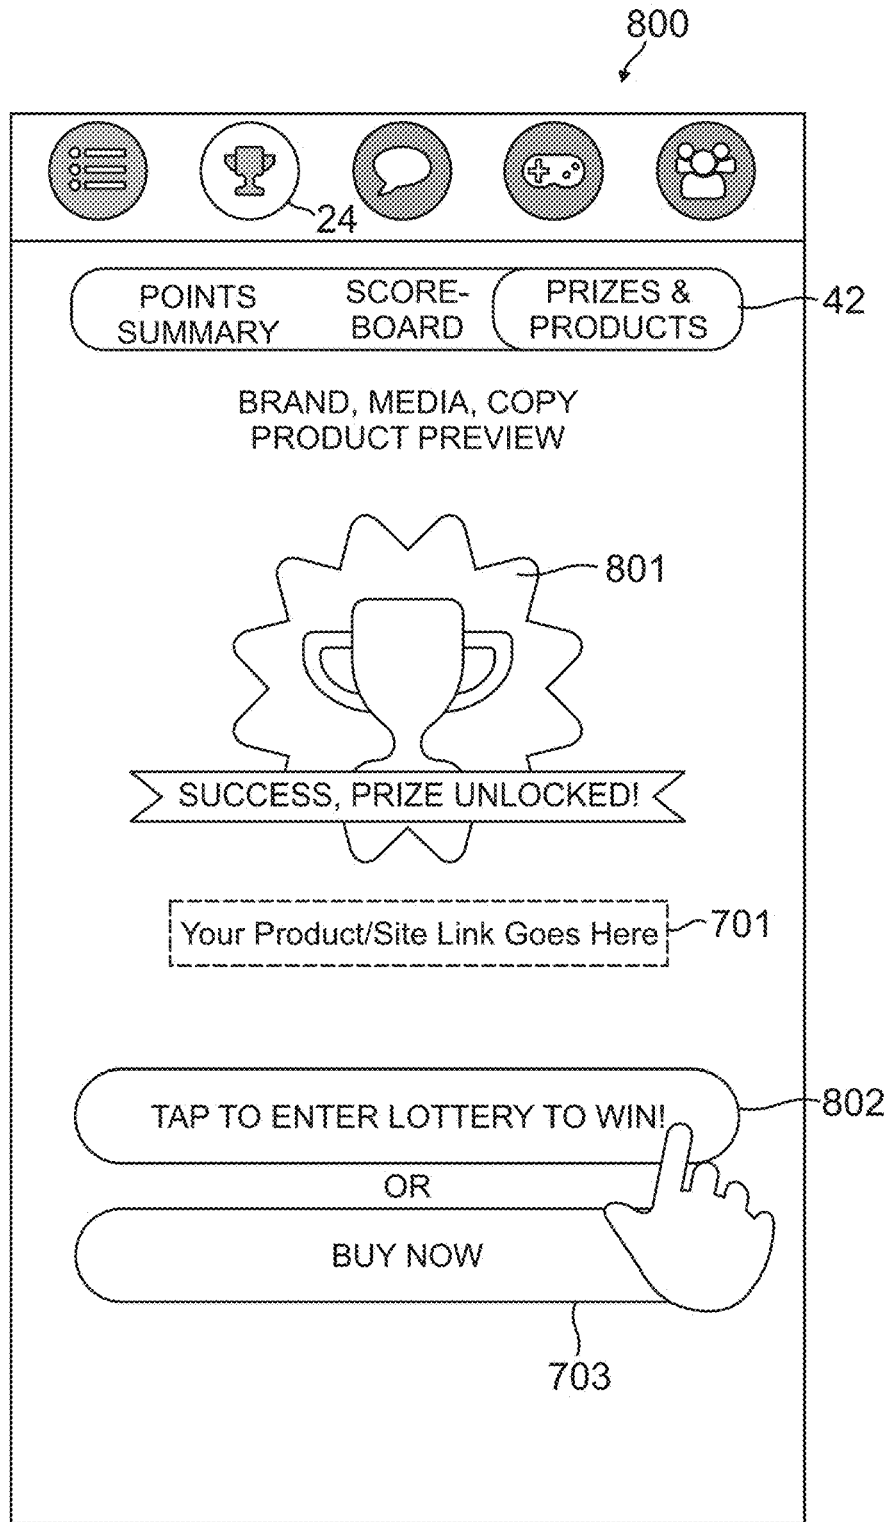 800
24
POINTS
SUMMARY
SCORE-
BOARD
PRIZES &
PRODUCTS
42
BRAND, MEDIA, COPY
PRODUCT PREVIEW
801
SUCCESS, PRIZE UNLOCKED!
Your Product/Site Link Goes Here
701
TAP TO ENTER LOTTERY TO WIN!
802
OR
BUY NOW
703